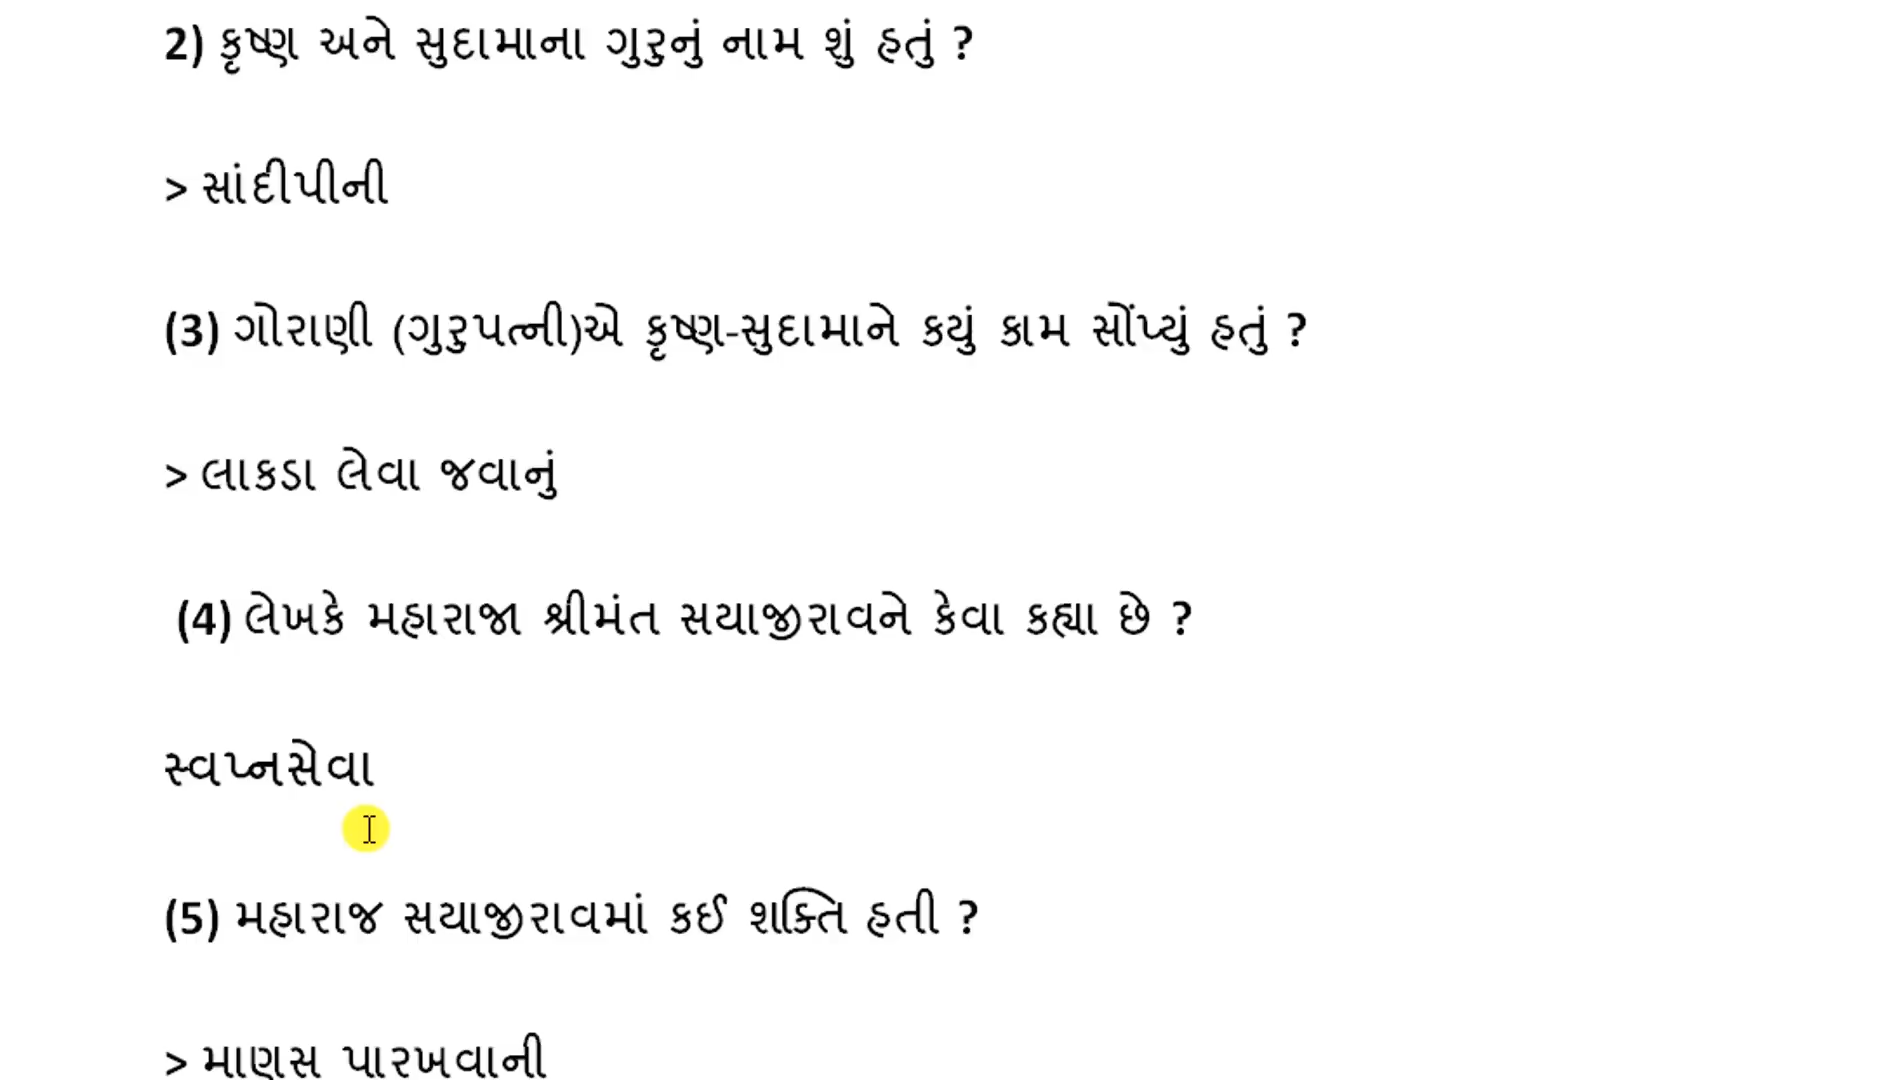 2) કૃષ્ણ અને સુદામાના ગુરુનું નામ શું હતું ?
> સાંદીપીની
(3) ગોરાણી (ગુરુપત્ની)એ કૃષ્ણ-સુદામાને કયું કામ સોંપ્યું હતું ?
> લાકડા લેવા જવાનું
(4) લેખકે મહારાજા શ્રીમંત સયાજીરાવને કેવા કહ્યા છે ?
સ્વપ્નસેવા
(5) મહારાજ સયાજીરાવમાં કઈ શક્તિ હતી ?
> માણસ પારખવાની